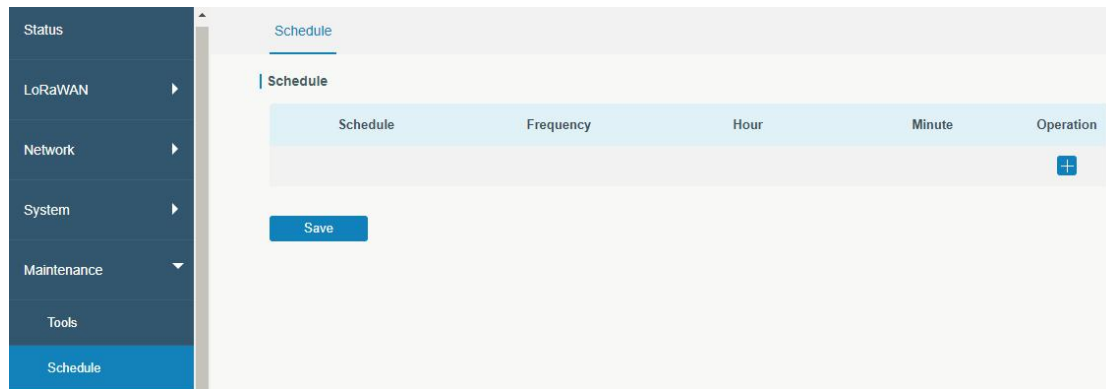 Status
LoRaWAN
Network
System
Maintenance
Tools
Schedule
Schedule
Schedule
Schedule Frequency Hour Minute Operation
Save